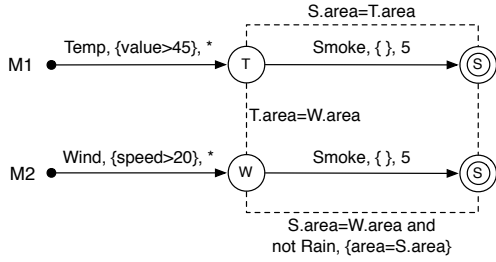 S.area=T.area
M1
Temp, {value>45}, *
T
Smoke, { }, 5
S
T.area=W.area
M2
Wind, {speed>20}, *
W
Smoke, { }, 5
S
S.area=W.area and
not Rain, {area=S.area}